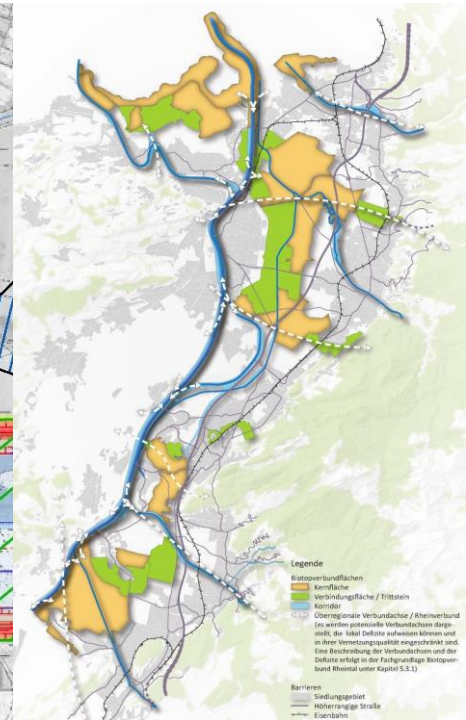 Legende
Biotopverbundflächen
Kernfläche
Verbindungsfläche / Trittstein
Korridor
Überregionale Verbundachse / Rheinverbund
(es werden potenzielle Verbundachsen darge-
stellt, die lokal Defizite aufweisen können und
in ihrer Vernetzungsqualität eingeschränkt sind.
Eine Beschreibung der Verbundachsen und der
Defizite erfolgt in der Fachgrundlage Biotopver-
bund Rheintal unter Kapitel 5.3.1)
Barrieren
Siedlungsgebiet
Höherrangige Straße
Eisenbahn